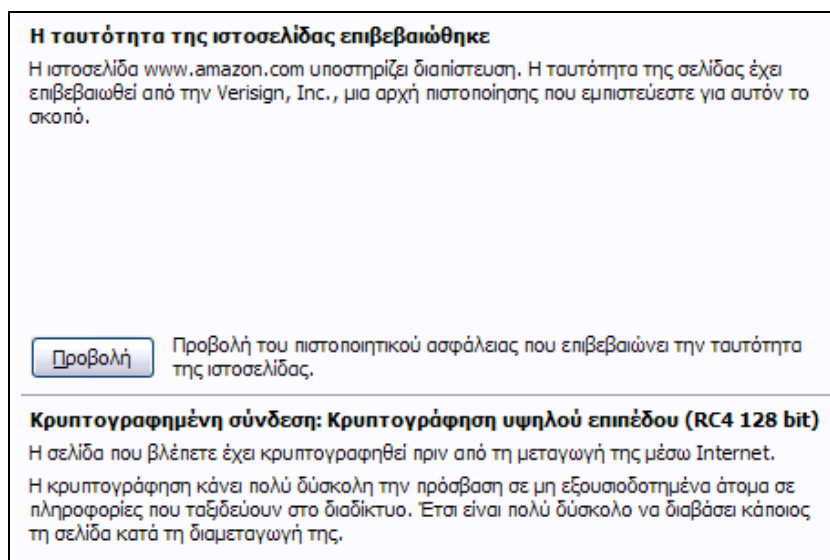 Η ταυτότητα της ιστοσελίδας επιβεβαιώθηκε
Η ιστοσελίδα www.amazon.com υποστηρίζει διαπίστευση. Η ταυτότητα της σελίδας έχει
επιβεβαιωθεί από την Verisign, Inc., μια αρχή πιστοποίησης που εμπιστεύεστε για αυτόν το
σκοπό.
Προβολή
Προβολή του πιστοποιητικού ασφάλειας που επιβεβαιώνει την ταυτότητα
της ιστοσελίδας.
Κρυπτογραφημένη σύνδεση: Κρυπτογράφηση υψηλού επιπέδου (RC4 128 bit)
Η σελίδα που βλέπετε έχει κρυπτογραφηθεί πριν από τη μεταγωγή της μέσω Internet.
Η κρυπτογράφηση κάνει πολύ δύσκολη την πρόσβαση σε μη εξουσιοδοτημένα άτομα σε
πληροφορίες που ταξιδεύουν στο διαδίκτυο. Έτσι είναι πολύ δύσκολο να διαβάσει κάποιος
τη σελίδα κατά τη διαμεταγωγή της.